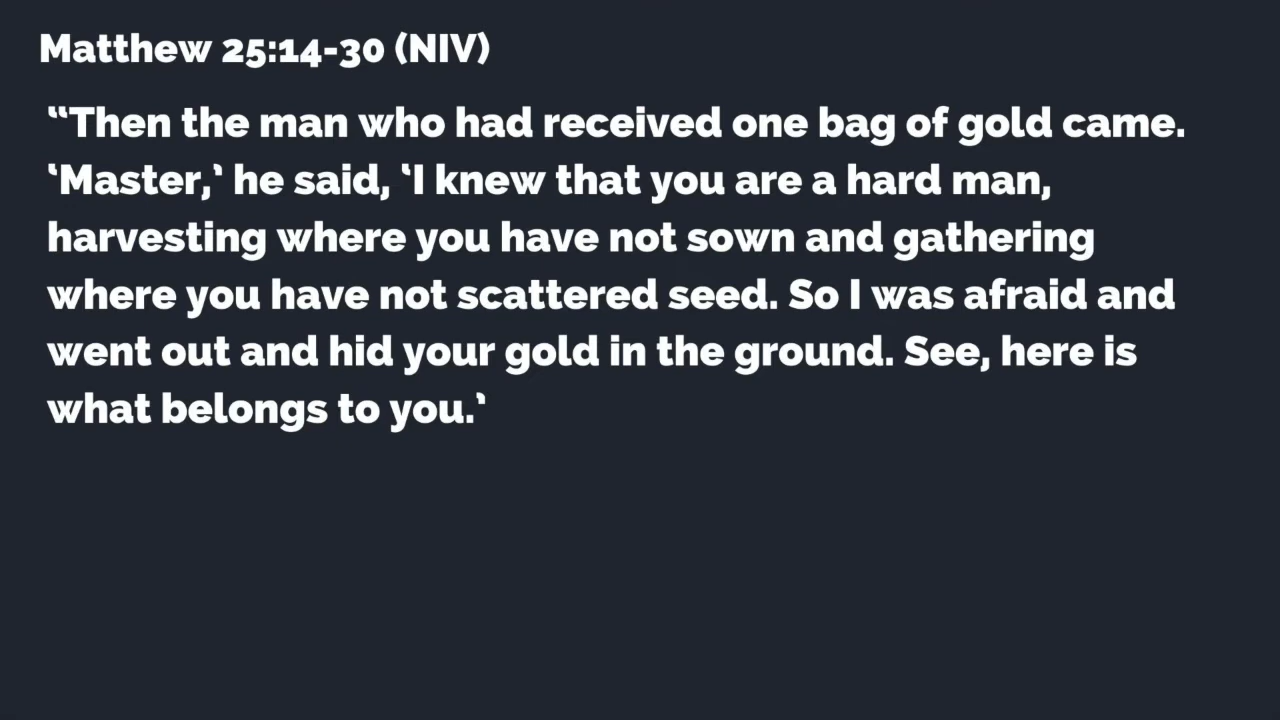 Matthew 25:14-30 (NIV)
“Then the man who had received one bag of gold came.
‘Master,’ he said, ‘I knew that you are a hard man,
harvesting where you have not sown and gathering
where you have not scattered seed. So I was afraid and
went out and hid your gold in the ground. See, here is
what belongs to you.’